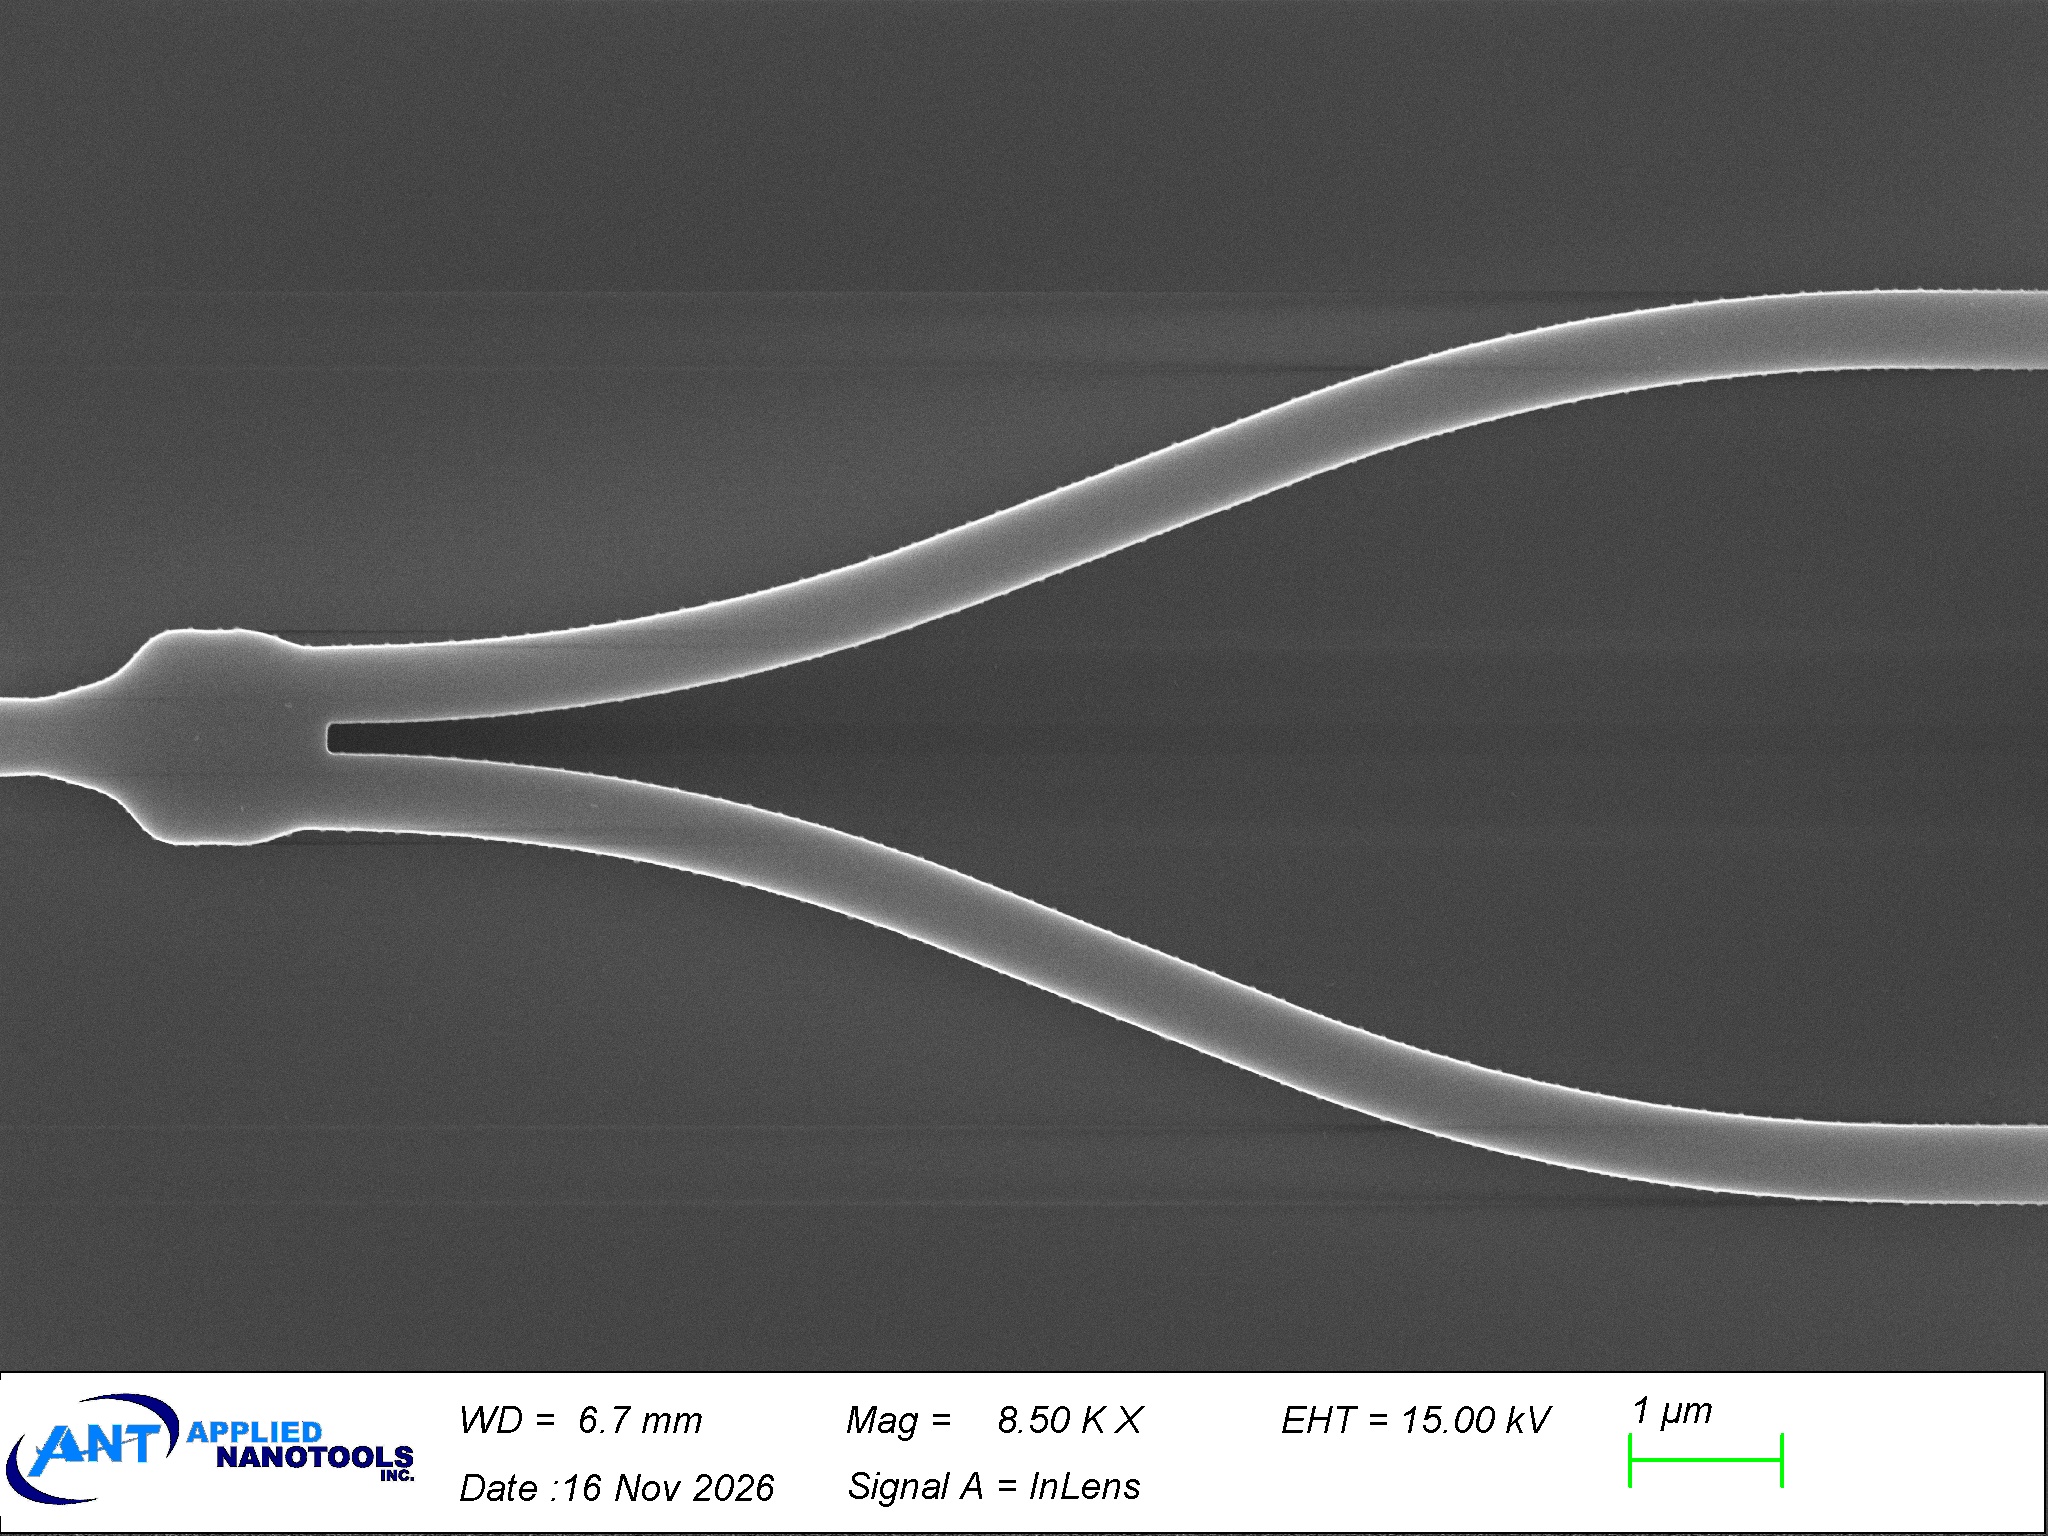 ANT APPLIED
NANOTOOLS
INC.
WD = 6.7 mm
Mag = 8.50 K X
EHT = 15.00 kV
1 µm
Date :16 Nov 2026
Signal A = InLens